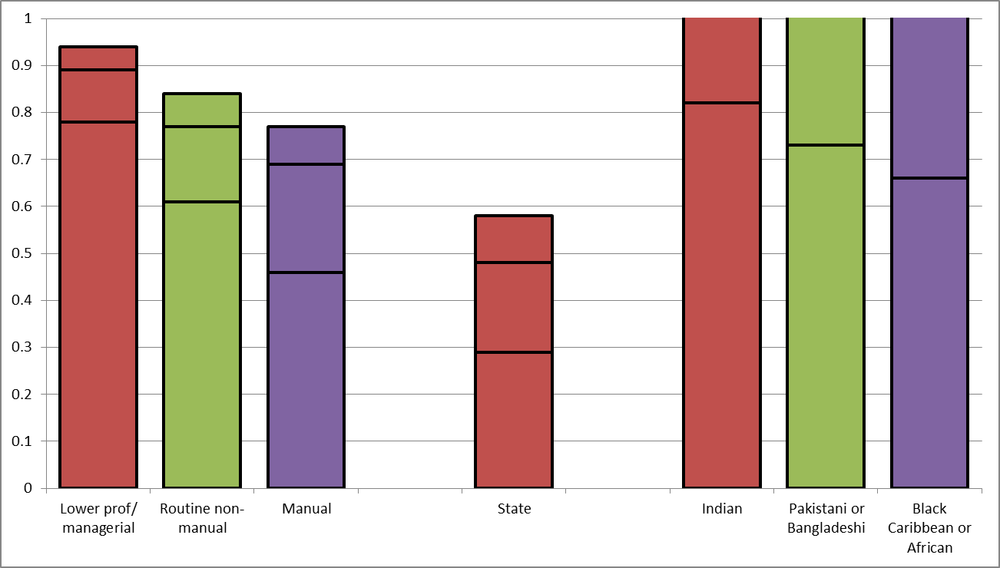 1
0.9
0.8
0.7
0.6
0.5
0.4
0.3
0.2
0.1
0
Lower prof/
managerial
Routine non-
manual
Manual
State
Indian
Pakistani or
Bangladeshi
Black
Caribbean or
African